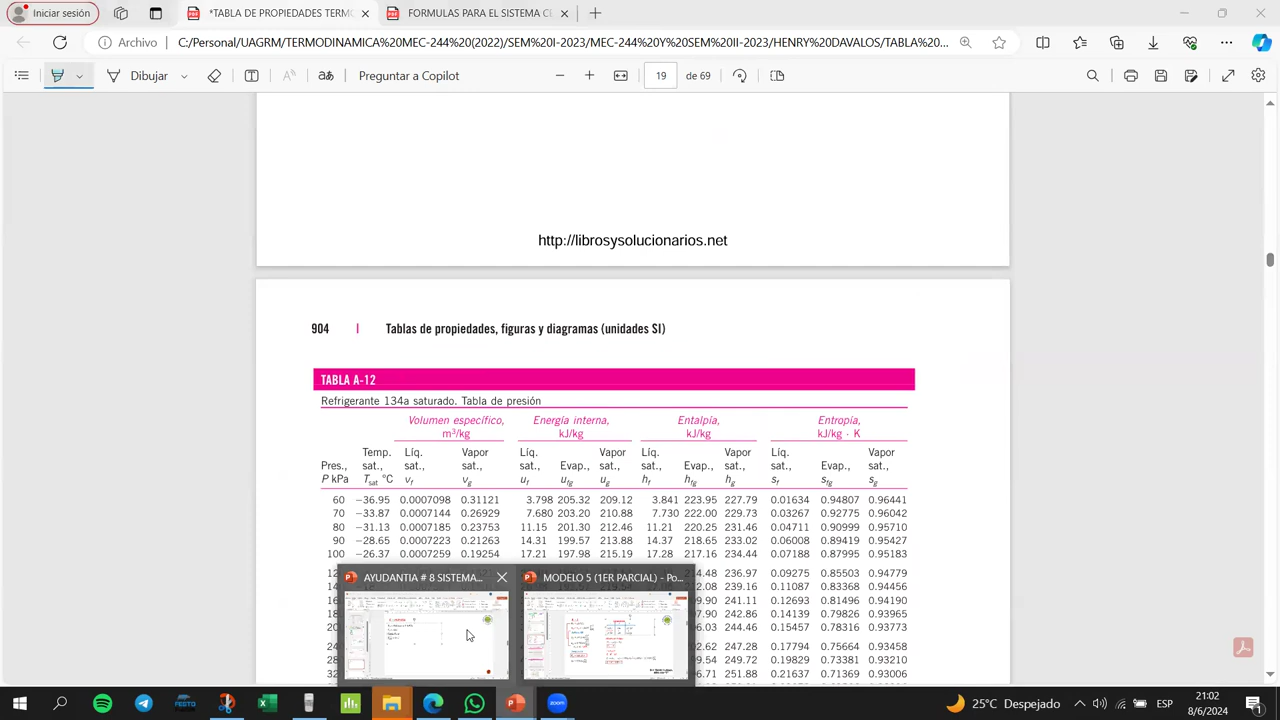 Iniciar sesión
*TABLA DE PROPIEDADES TERMO
FORMULAS PARA EL SISTEMA CE
Archivo
C:/Personal/UAGRM/TERMODINAMICA%20MEC-244%20(2022)/SEM%20I-2023/MEC-244%20Y%20SEM%20II-2023/HENRY%20DAVALOS/TABLA%20...
Dibujar
Preguntar a Copilot
19 de 69
http://librosysolucionarios.net
904 | Tablas de propiedades, figuras y diagramas (unidades SI)
TABLA A-12
Refrigerante 134a saturado. Tabla de presión
Volumen específico, Energía interna, Entalpía, Entropía,
m³/kg kJ/kg kJ/kg kJ/kg · K
Temp. Líq. Vapor Líq. Vapor Líq. Vapor Líq. Vapor
Pres., sat., sat., sat., sat., Evap., sat., sat., Evap., sat., sat., Evap., sat.,
P kPa Tsat °C vf vg uf ufg ug hf hfg hg sf sfg sg
60 −36.95 0.0007098 0.31121 3.798 205.32 209.12 3.841 223.95 227.79 0.01634 0.94807 0.96441
70 −33.87 0.0007144 0.26929 7.680 203.20 210.88 7.730 222.00 229.73 0.03267 0.92775 0.96042
80 −31.13 0.0007185 0.23753 11.15 201.30 212.46 11.21 220.25 231.46 0.04711 0.90999 0.95710
90 −28.65 0.0007223 0.21263 14.31 199.57 213.88 14.37 218.65 233.02 0.06008 0.89419 0.95427
100 −26.37 0.0007259 0.19254 17.21 197.98 215.19 17.28 217.16 234.44 0.07188 0.87995 0.95183
236.97 0.09275 0.85503 0.94779
239.16 0.11087 0.83368 0.94456
241.11 0.12693 0.81496 0.94190
242.86 0.14139 0.79826 0.93965
244.46 0.15457 0.78316 0.93773
247.28 0.17794 0.75664 0.93458
249.72 0.19829 0.73381 0.93210
251.88 0.21637 0.71369 0.93006
AYUDANTIA # 8 SISTEMA...
MODELO 5 (1ER PARCIAL) - Po...
25°C Despejado
ESP
21:02
8/6/2024